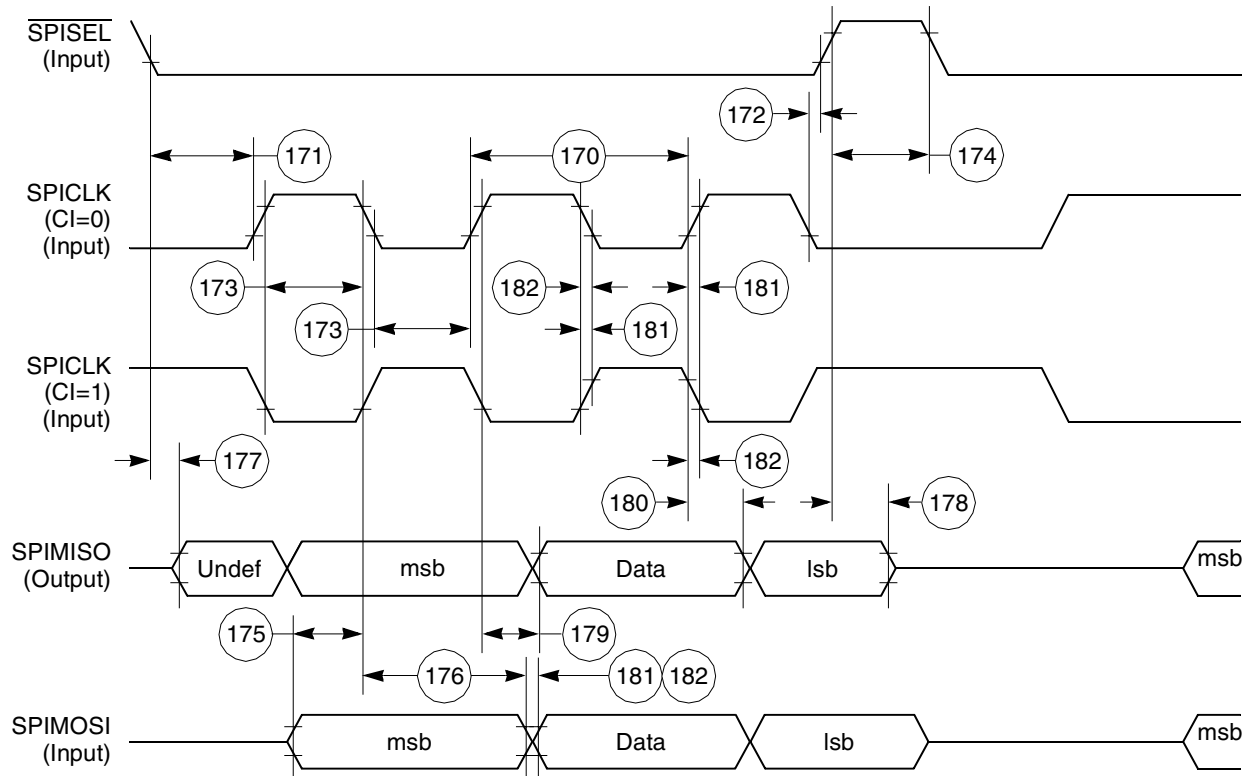 SPISEL
(Input)
172
174
171
170
SPICLK
(CI=0)
(Input)
173
182
181
173
181
SPICLK
(CI=1)
(Input)
177
182
180
178
SPIMISO
(Output)
Undef
msb
Data
lsb
msb
175
179
176
181
182
SPIMOSI
(Input)
msb
Data
lsb
msb